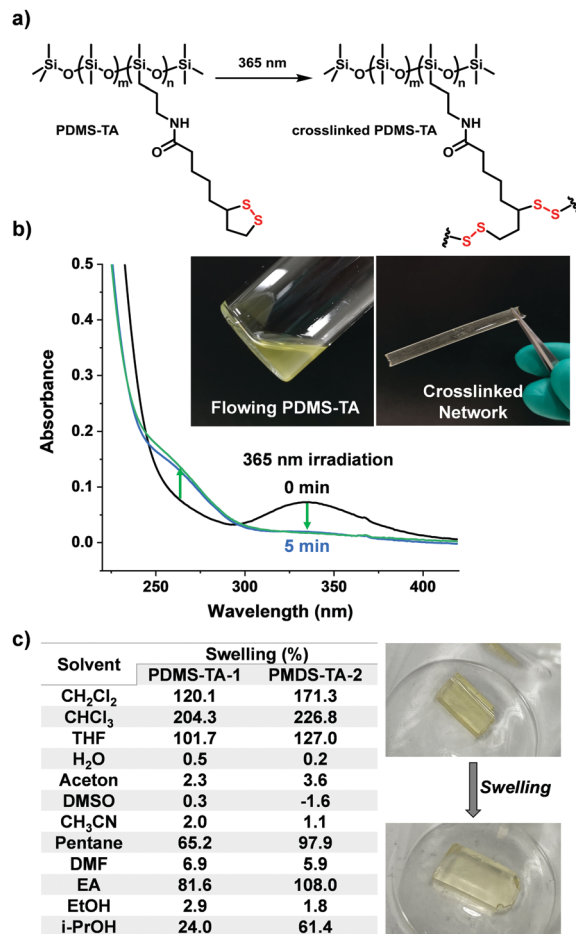 a)
Si O Si O Si O Si
m n
365 nm
Si O Si O Si O Si
m n
PDMS-TA
NH
O
crosslinked PDMS-TA
NH
O
S
S
S
S
S
S
b)
Absorbance
0.5
0.4
0.3
0.2
0.1
0.0
Flowing PDMS-TA
Crosslinked
Network
365 nm irradiation
0 min
5 min
250 300 350 400
Wavelength (nm)
c)
Solvent Swelling (%)
PDMS-TA-1 PMDS-TA-2
CH2Cl2 120.1 171.3
CHCl3 204.3 226.8
THF 101.7 127.0
H2O 0.5 0.2
Aceton 2.3 3.6
DMSO 0.3 -1.6
CH3CN 2.0 1.1
Pentane 65.2 97.9
DMF 6.9 5.9
EA 81.6 108.0
EtOH 2.9 1.8
i-PrOH 24.0 61.4
Swelling